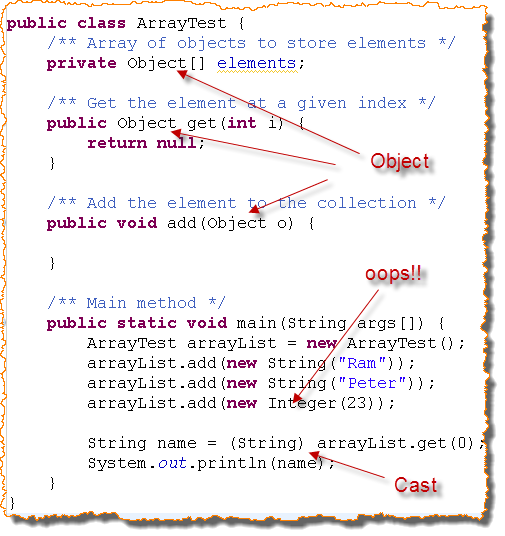 public class ArrayTest {
/** Array of objects to store elements */
private Object[] elements;
/** Get the element at a given index */
public Object get(int i) {
return null;
}
Object
/** Add the element to the collection */
public void add(Object o) {
}
oops!!
/** Main method */
public static void main(String args[]) {
ArrayTest arrayList = new ArrayTest();
arrayList.add(new String("Ram"));
arrayList.add(new String("Peter"));
arrayList.add(new Integer(23));
String name = (String) arrayList.get(0);
System.out.println(name);
}
Cast
}